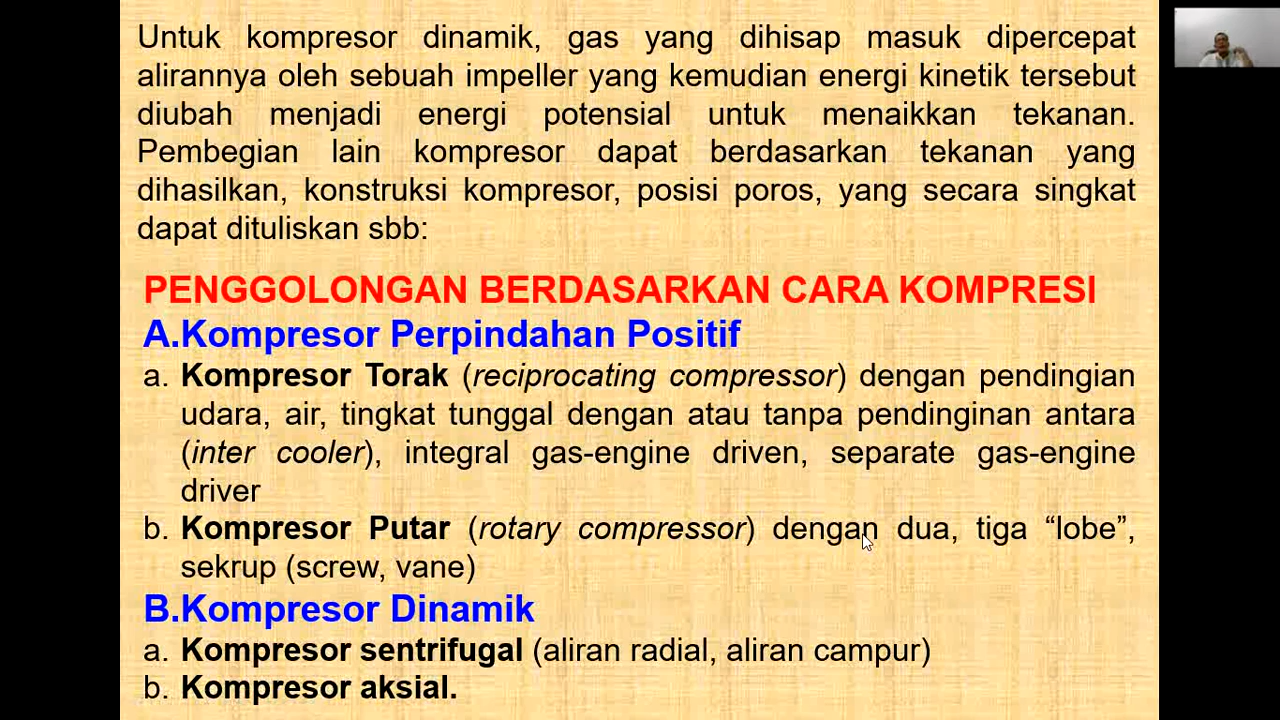 Untuk kompresor dinamik, gas yang dihisap masuk dipercepat
alirannya oleh sebuah impeller yang kemudian energi kinetik tersebut
diubah menjadi energi potensial untuk menaikkan tekanan.
Pembegian lain kompresor dapat berdasarkan tekanan yang
dihasilkan, konstruksi kompresor, posisi poros, yang secara singkat
dapat dituliskan sbb:
PENGGOLONGAN BERDASARKAN CARA KOMPRESI
A.Kompresor Perpindahan Positif
a. Kompresor Torak (reciprocating compressor) dengan pendingian
udara, air, tingkat tunggal dengan atau tanpa pendinginan antara
(inter cooler), integral gas-engine driven, separate gas-engine
driver
b. Kompresor Putar (rotary compressor) dengan dua, tiga “lobe”,
sekrup (screw, vane)
B.Kompresor Dinamik
a. Kompresor sentrifugal (aliran radial, aliran campur)
b. Kompresor aksial.